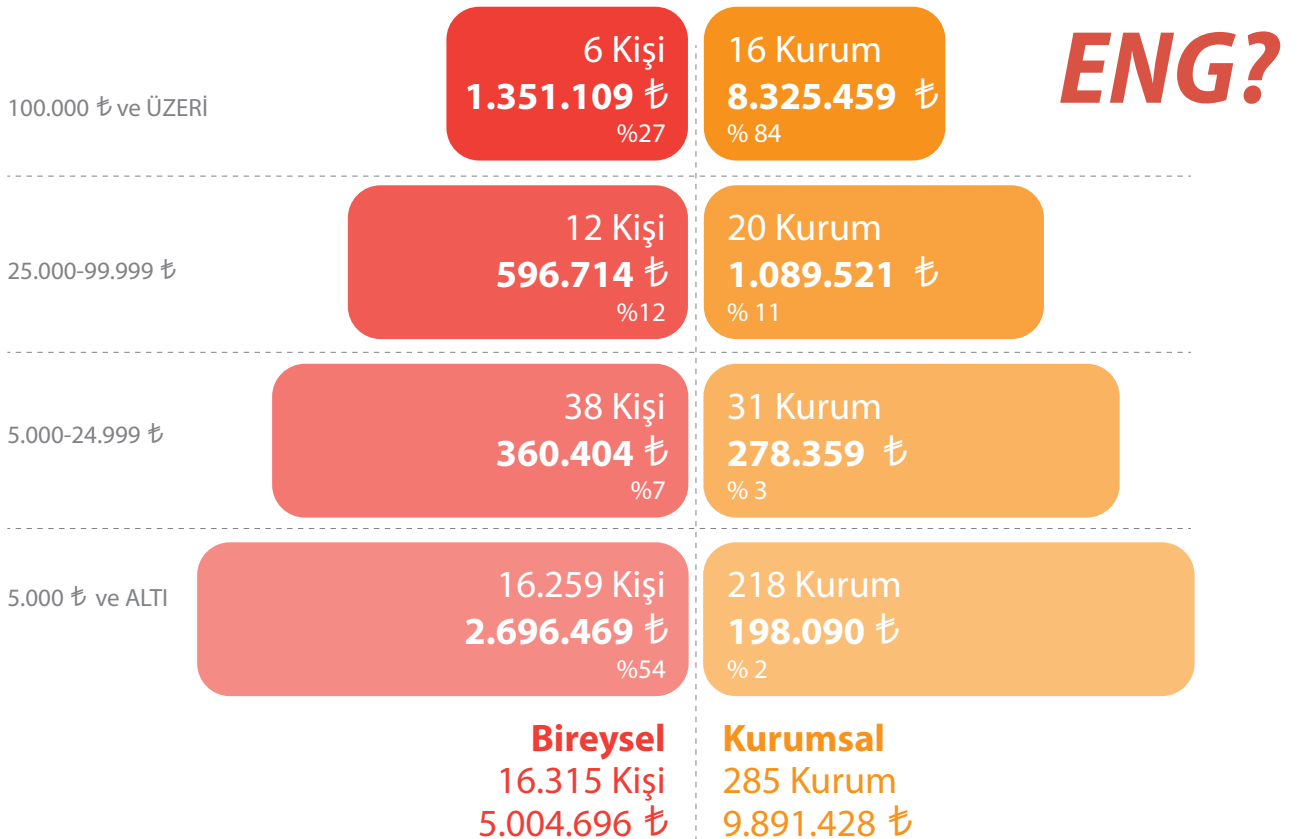 ENG?
100.000 ₺ ve ÜZERİ
6 Kişi
1.351.109 ₺
%27
16 Kurum
8.325.459 ₺
% 84
25.000-99.999 ₺
12 Kişi
596.714 ₺
%12
20 Kurum
1.089.521 ₺
% 11
5.000-24.999 ₺
38 Kişi
360.404 ₺
%7
31 Kurum
278.359 ₺
% 3
5.000 ₺ ve ALTI
16.259 Kişi
2.696.469 ₺
%54
218 Kurum
198.090 ₺
% 2
Bireysel
16.315 Kişi
5.004.696 ₺
Kurumsal
285 Kurum
9.891.428 ₺